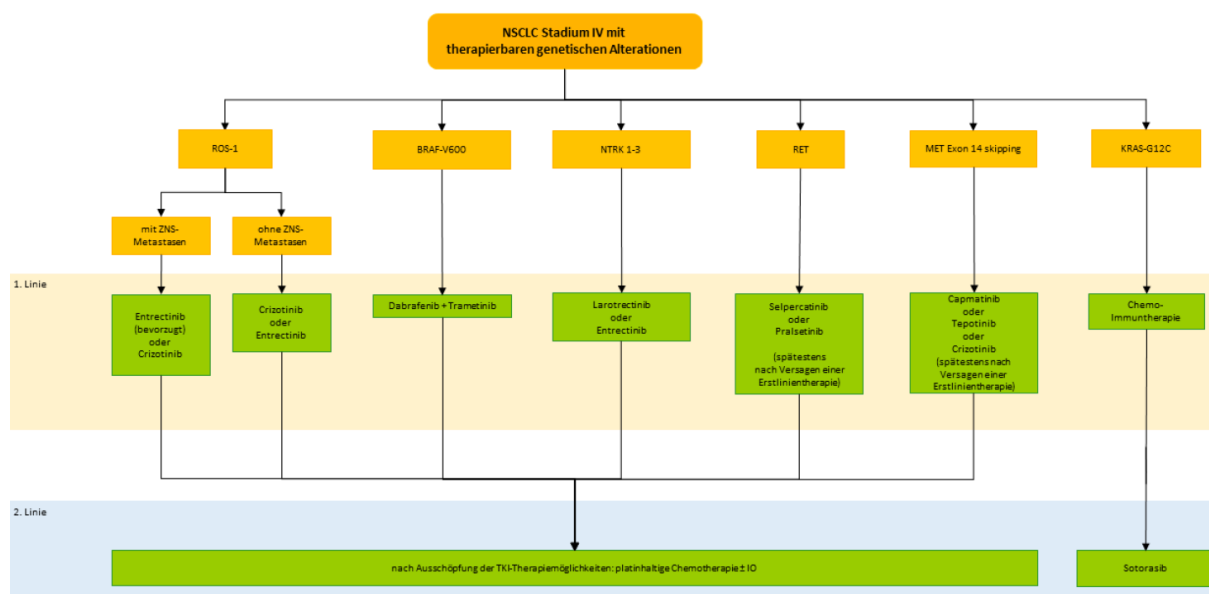 NSCLC Stadium IV mit
therapierbaren genetischen Alterationen
ROS-1
BRAF-V600
NTRK 1-3
RET
MET Exon 14 skipping
KRAS-G12C
mit ZNS-
Metastasen
ohne ZNS-
Metastasen
1. Linie
Entrectinib
(bevorzugt)
oder
Crizotinib
Crizotinib
oder
Entrectinib
Dabrafenib + Trametinib
Larotrectinib
oder
Entrectinib
Selpercatinib
oder
Pralsetinib
(spätestens
nach Versagen einer
Erstlinientherapie)
Capmatinib
oder
Tepotinib
oder
Crizotinib
(spätestens nach
Versagen einer
Erstlinientherapie)
Chemo-
Immuntherapie
2. Linie
nach Ausschöpfung der TKI-Therapiemöglichkeiten: platinhaltige Chemotherapie ± IO
Sotorasib